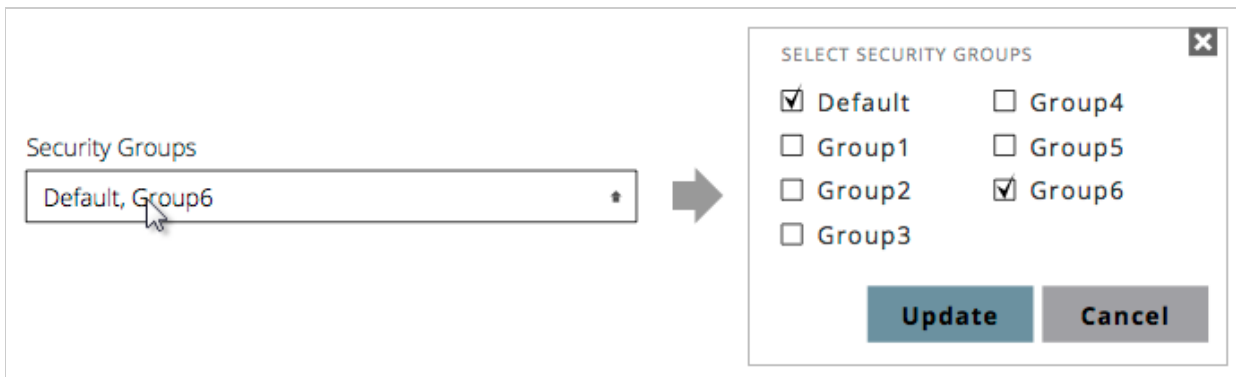 Security Groups
Default, Group6
SELECT SECURITY GROUPS
Default
Group4
Group1
Group5
Group2
Group6
Group3
Update
Cancel